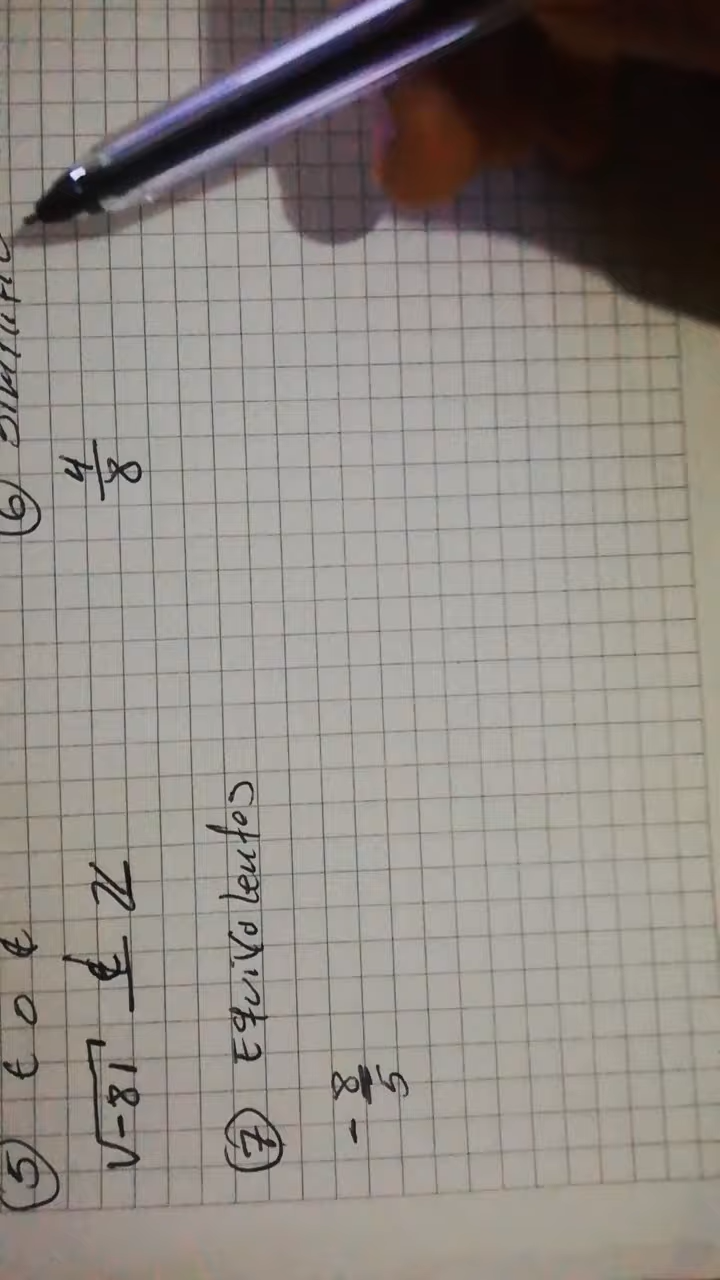 ⑤ ∈ o ∉
√-81 ∉ ℤ
⑥
4/8
⑦ Equivalentes
- 8/5